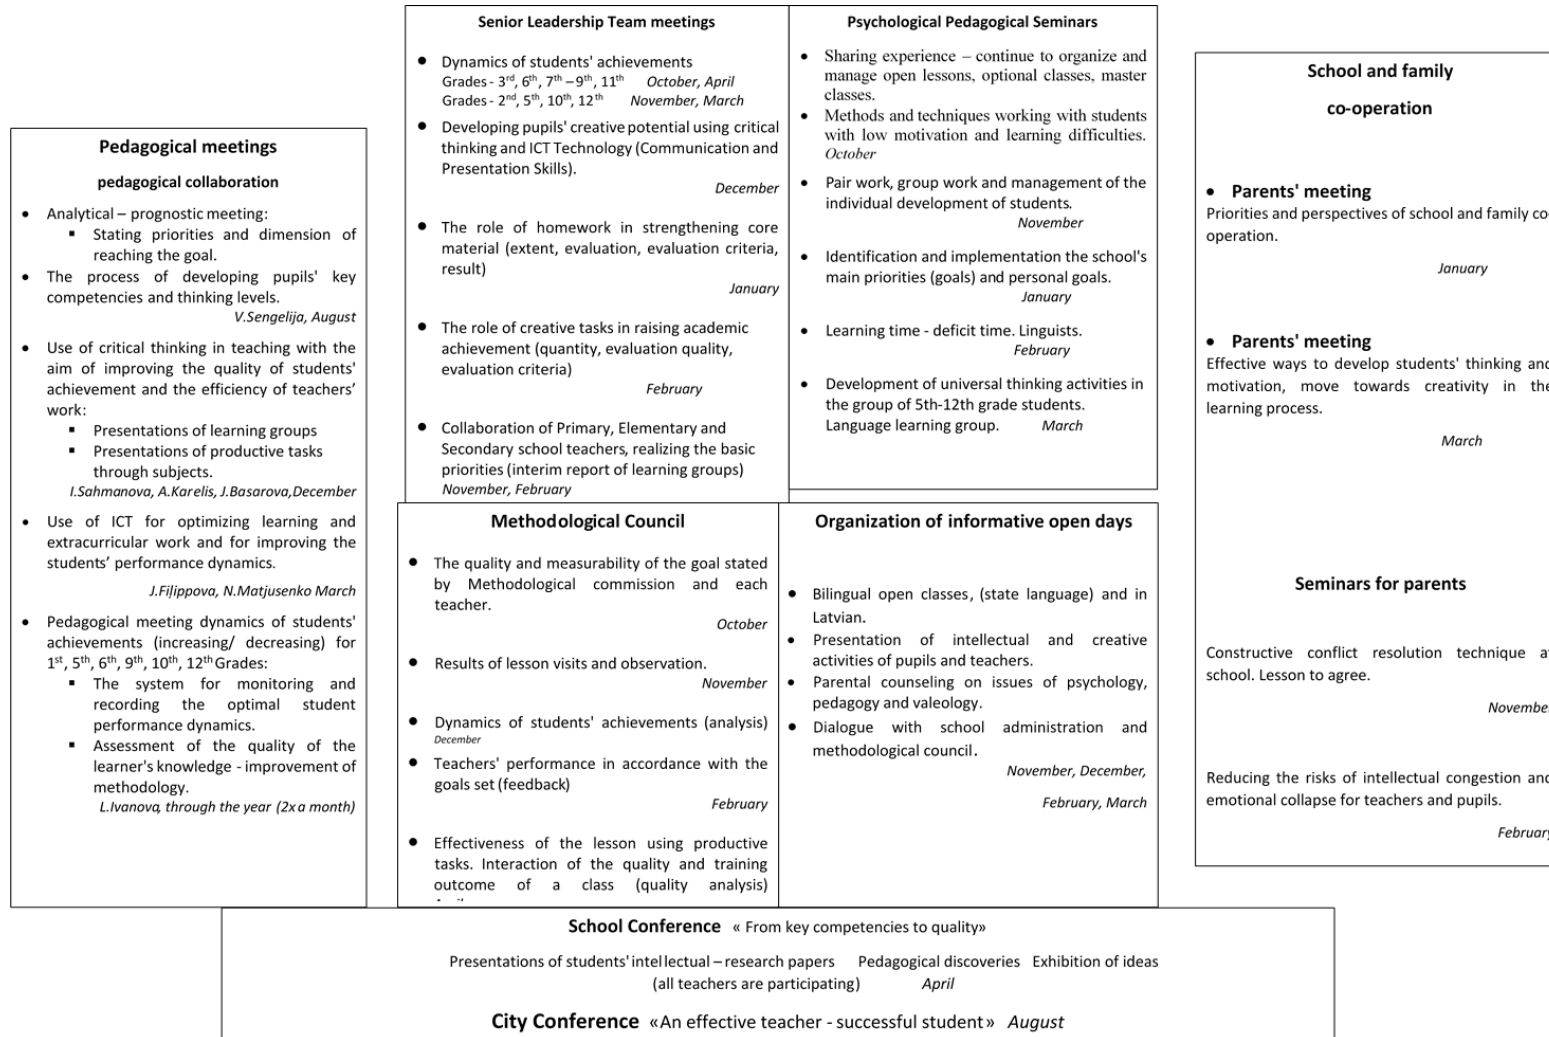 Pedagogical meetings
pedagogical collaboration
• Analytical – prognostic meeting:
▪ Stating priorities and dimension of
reaching the goal.
• The process of developing pupils' key
competencies and thinking levels.
V.Sengelija, August
• Use of critical thinking in teaching with the
aim of improving the quality of students'
achievement and the efficiency of teachers’
work:
▪ Presentations of learning groups
▪ Presentations of productive tasks
through subjects.
I.Sahmanova, A.Karelis, J.Basarova,December
• Use of ICT for optimizing learning and
extracurricular work and for improving the
students’ performance dynamics.
J.Fiļippova, N.Matjusenko March
• Pedagogical meeting dynamics of students'
achievements (increasing/ decreasing) for
1st, 5th, 6th, 9th, 10th, 12th Grades:
▪ The system for monitoring and
recording the optimal student
performance dynamics.
▪ Assessment of the quality of the
learner's knowledge - improvement of
methodology.
L.Ivanova, through the year (2x a month)
Senior Leadership Team meetings
• Dynamics of students' achievements
Grades - 3rd, 6th, 7th – 9th, 11th October, April
Grades - 2nd, 5th, 10th, 12th November, March
• Developing pupils' creative potential using critical
thinking and ICT Technology (Communication and
Presentation Skills).
December
• The role of homework in strengthening core
material (extent, evaluation, evaluation criteria,
result)
January
• The role of creative tasks in raising academic
achievement (quantity, evaluation quality,
evaluation criteria)
February
• Collaboration of Primary, Elementary and
Secondary school teachers, realizing the basic
priorities (interim report of learning groups)
November, February
Psychological Pedagogical Seminars
• Sharing experience – continue to organize and
manage open lessons, optional classes, master
classes.
• Methods and techniques working with students
with low motivation and learning difficulties.
October
• Pair work, group work and management of the
individual development of students.
November
• Identification and implementation the school's
main priorities (goals) and personal goals.
January
• Learning time - deficit time. Linguists.
February
• Development of universal thinking activities in
the group of 5th-12th grade students.
Language learning group. March
Methodological Council
• The quality and measurability of the goal stated
by Methodological commission and each
teacher.
October
• Results of lesson visits and observation.
November
• Dynamics of students' achievements (analysis)
December
• Teachers' performance in accordance with the
goals set (feedback)
February
• Effectiveness of the lesson using productive
tasks. Interaction of the quality and training
outcome of a class (quality analysis)
Organization of informative open days
• Bilingual open classes, (state language) and in
Latvian.
• Presentation of intellectual and creative
activities of pupils and teachers.
• Parental counseling on issues of psychology,
pedagogy and valeology.
• Dialogue with school administration and
methodological council.
November, December,
February, March
School and family
co-operation
• Parents' meeting
Priorities and perspectives of school and family co-
operation.
January
• Parents' meeting
Effective ways to develop students' thinking and
motivation, move towards creativity in the
learning process.
March
Seminars for parents
Constructive conflict resolution technique at
school. Lesson to agree.
November
Reducing the risks of intellectual congestion and
emotional collapse for teachers and pupils.
February
School Conference « From key competencies to quality»
Presentations of students' intellectual – research papers Pedagogical discoveries Exhibition of ideas
(all teachers are participating) April
City Conference «An effective teacher - successful student» August